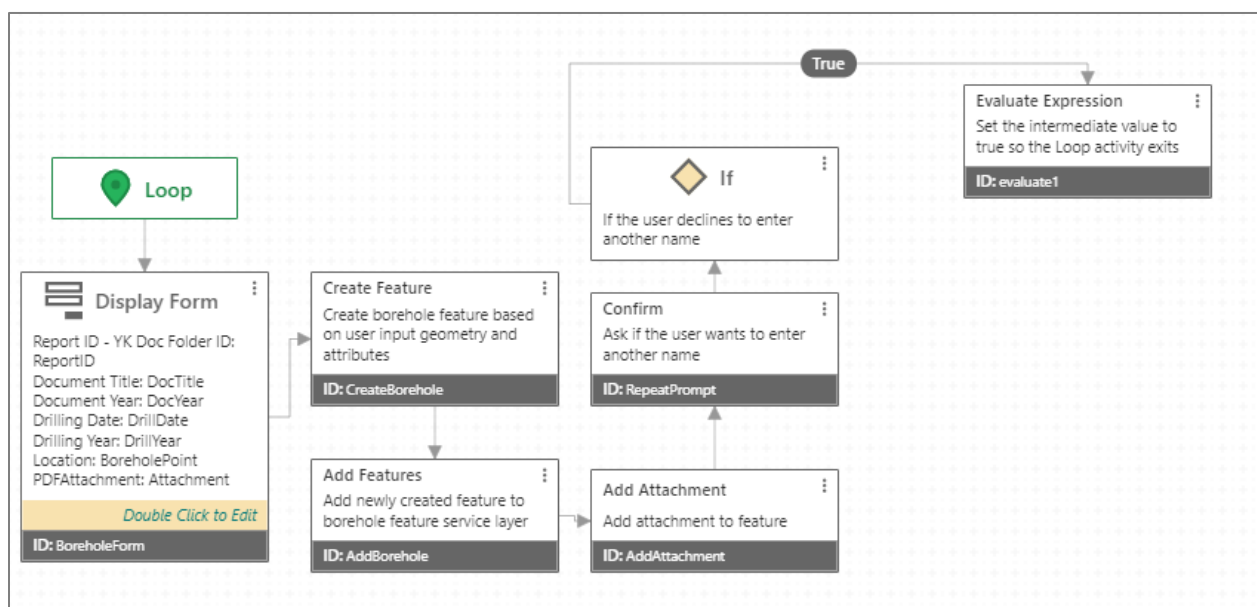 Loop
Display Form
Report ID - YK Doc Folder ID:
ReportID
Document Title: DocTitle
Document Year: DocYear
Drilling Date: DrillDate
Drilling Year: DrillYear
Location: BoreholePoint
PDFAttachment: Attachment
Double Click to Edit
ID: BoreholeForm
Create Feature
Create borehole feature based
on user input geometry and
attributes
ID: CreateBorehole
Add Features
Add newly created feature to
borehole feature service layer
ID: AddBorehole
Add Attachment
Add attachment to feature
ID: AddAttachment
Confirm
Ask if the user wants to enter
another name
ID: RepeatPrompt
If
If the user declines to enter
another name
True
Evaluate Expression
Set the intermediate value to
true so the Loop activity exits
ID: evaluate1